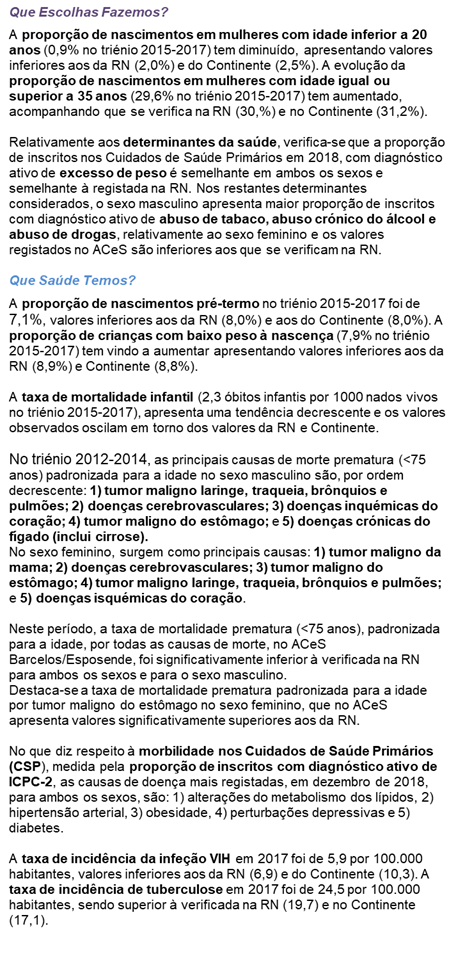 Que Escolhas Fazemos?
A proporção de nascimentos em mulheres com idade inferior a 20
anos (0,9% no triénio 2015-2017) tem diminuído, apresentando valores
inferiores aos da RN (2,0%) e do Continente (2,5%). A evolução da
proporção de nascimentos em mulheres com idade igual ou
superior a 35 anos (29,6% no triénio 2015-2017) tem aumentado,
acompanhando que se verifica na RN (30,%) e no Continente (31,2%).
Relativamente aos determinantes da saúde, verifica-se que a proporção
de inscritos nos Cuidados de Saúde Primários em 2018, com diagnóstico
ativo de excesso de peso é semelhante em ambos os sexos e
semelhante à registada na RN. Nos restantes determinantes
considerados, o sexo masculino apresenta maior proporção de inscritos
com diagnóstico ativo de abuso de tabaco, abuso crónico do álcool e
abuso de drogas, relativamente ao sexo feminino e os valores
registados no ACeS são inferiores aos que se verificam na RN.
Que Saúde Temos?
A proporção de nascimentos pré-termo no triénio 2015-2017 foi de
7,1%, valores inferiores aos da RN (8,0%) e aos do Continente (8,0%). A
proporção de crianças com baixo peso à nascença (7,9% no triénio
2015-2017) tem vindo a aumentar apresentando valores inferiores aos da
RN (8,9%) e Continente (8,8%).
A taxa de mortalidade infantil (2,3 óbitos infantis por 1000 nados vivos
no triénio 2015-2017), apresenta uma tendência decrescente e os valores
observados oscilam em torno dos valores da RN e Continente.
No triénio 2012-2014, as principais causas de morte prematura (<75
anos) padronizada para a idade no sexo masculino são, por ordem
decrescente: 1) tumor maligno laringe, traqueia, brônquios e
pulmões; 2) doenças cerebrovasculares; 3) doenças inquémicas do
coração; 4) tumor maligno do estômago; e 5) doenças crónicas do
fígado (inclui cirrose).
No sexo feminino, surgem como principais causas: 1) tumor maligno da
mama; 2) doenças cerebrovasculares; 3) tumor maligno do
estômago; 4) tumor maligno laringe, traqueia, brônquios e pulmões;
e 5) doenças isquémicas do coração.
Neste período, a taxa de mortalidade prematura (<75 anos), padronizada
para a idade, por todas as causas de morte, no ACeS
Barcelos/Esposende, foi significativamente inferior à verificada na RN
para ambos os sexos e para o sexo masculino.
Destaca-se a taxa de mortalidade prematura padronizada para a idade
por tumor maligno do estômago no sexo feminino, que no ACeS
apresenta valores significativamente superiores aos da RN.
No que diz respeito à morbilidade nos Cuidados de Saúde Primários
(CSP), medida pela proporção de inscritos com diagnóstico ativo de
ICPC-2, as causas de doença mais registadas, em dezembro de 2018,
para ambos os sexos, são: 1) alterações do metabolismo dos lípidos, 2)
hipertensão arterial, 3) obesidade, 4) perturbações depressivas e 5)
diabetes.
A taxa de incidência da infeção VIH em 2017 foi de 5,9 por 100.000
habitantes, valores inferiores aos da RN (6,9) e do Continente (10,3). A
taxa de incidência de tuberculose em 2017 foi de 24,5 por 100.000
habitantes, sendo superior à verificada na RN (19,7) e no Continente
(17,1).